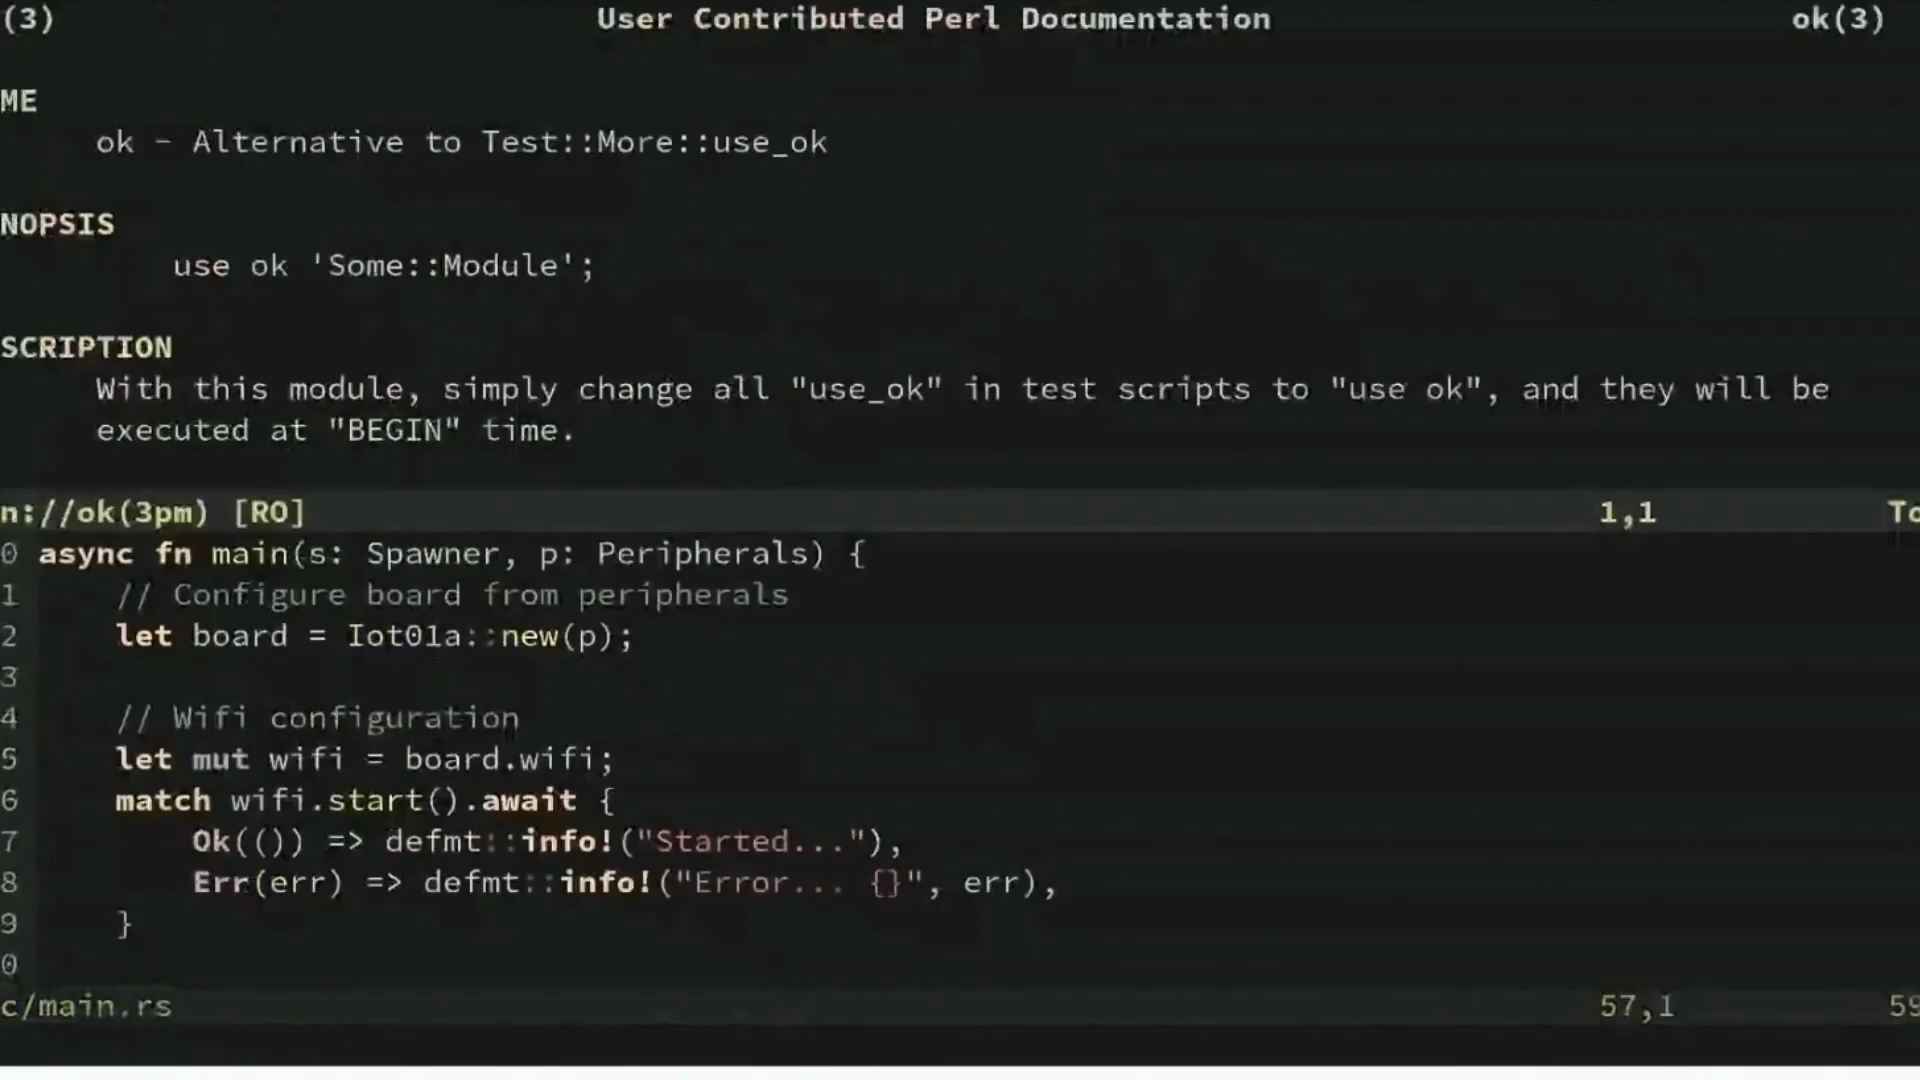 (3) User Contributed Perl Documentation ok(3)
ME
ok - Alternative to Test::More::use_ok
NOPSIS
use ok 'Some::Module';
SCRIPTION
With this module, simply change all "use_ok" in test scripts to "use ok", and they will be
executed at "BEGIN" time.
n://ok(3pm) [RO] 1,1 To
0 async fn main(s: Spawner, p: Peripherals) {
1 // Configure board from peripherals
2 let board = Iot01a::new(p);
3
4 // Wifi configuration
5 let mut wifi = board.wifi;
6 match wifi.start().await {
7 Ok(()) => defmt::info!("Started..."),
8 Err(err) => defmt::info!("Error... {}", err),
9 }
0
c/main.rs 57,1 59